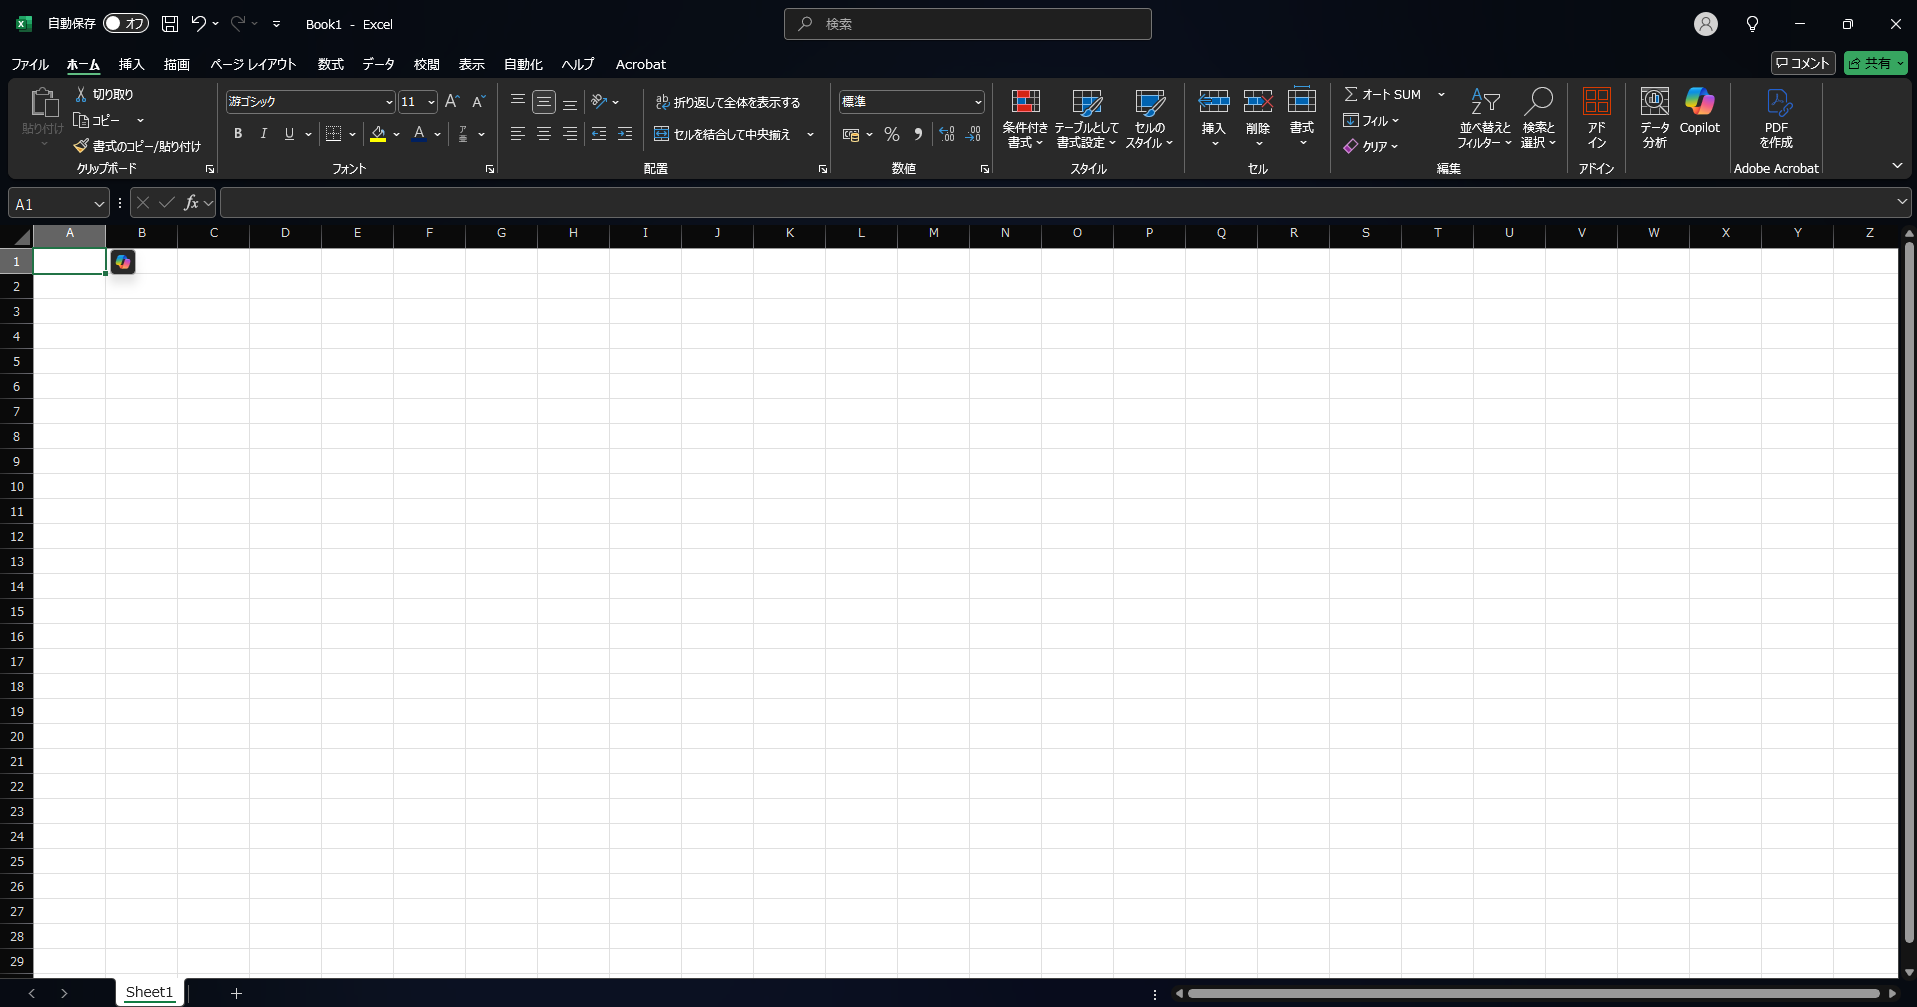 自動保存 オフ Book1 - Excel 検索
ファイル ホーム 挿入 描画 ページ レイアウト 数式 データ 校閲 表示 自動化 ヘルプ Acrobat コメント 共有
貼り付け
切り取り
コピー
書式のコピー/貼り付け
クリップボード
游ゴシック 11 A A
B I U A ア亜
フォント
ab 折り返して全体を表示する
セルを結合して中央揃え
配置
標準
% 9 .00
数値
条件付き
書式
テーブルとして
書式設定
セルの
スタイル
スタイル
挿入
削除
書式
セル
Σ オート SUM
フィル
クリア
並べ替えと
フィルター
検索と
選択
編集
アド
イン
アドイン
データ
分析
Copilot
PDF
を作成
Adobe Acrobat
A1 fx
A B C D E F G H I J K L M N O P Q R S T U V W X Y Z
1
2
3
4
5
6
7
8
9
10
11
12
13
14
15
16
17
18
19
20
21
22
23
24
25
26
27
28
29
Sheet1